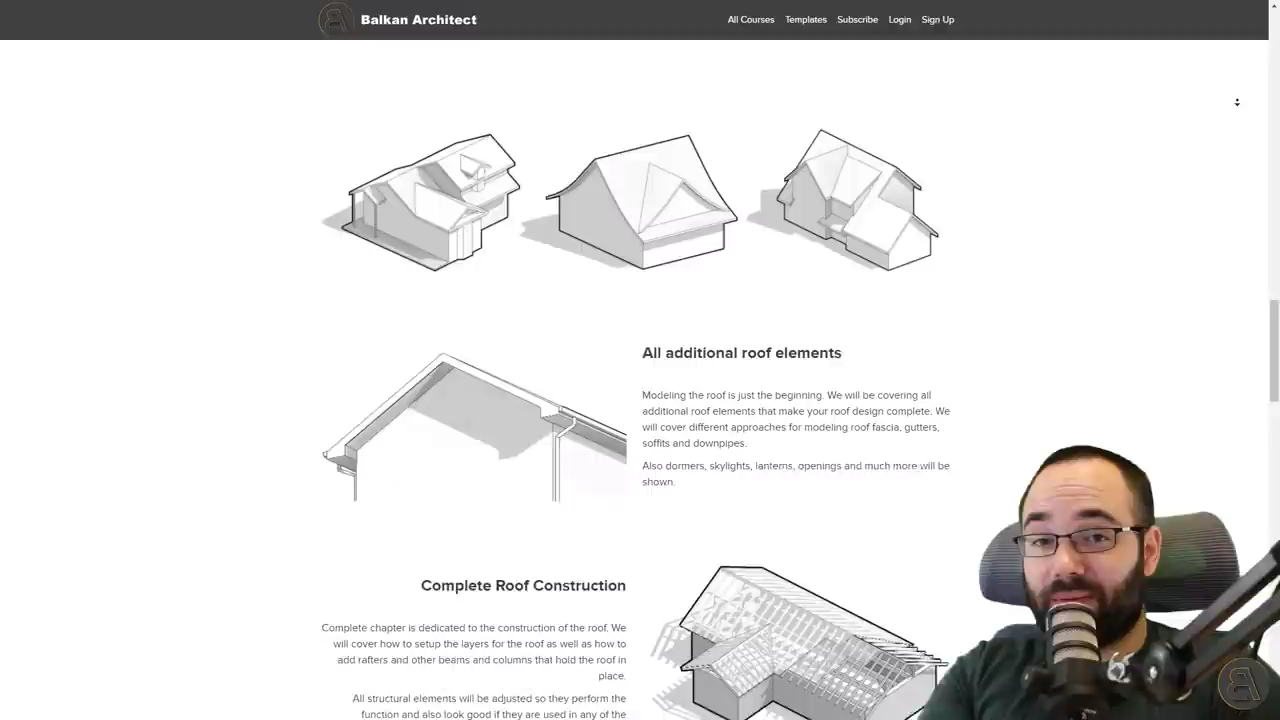 Balkan Architect
All Courses Templates Subscribe Login Sign Up
All additional roof elements
Modeling the roof is just the beginning. We will be covering all
additional roof elements that make your roof design complete. We
will cover different approaches for modeling roof fascia, gutters,
soffits and downpipes.
Also dormers, skylights, lanterns, openings and much more will be
shown.
Complete Roof Construction
Complete chapter is dedicated to the construction of the roof. We
will cover how to setup the layers for the roof as well as how to
add rafters and other beams and columns that hold the roof in
place.
All structural elements will be adjusted so they perform the
function and also look good if they are used in any of the